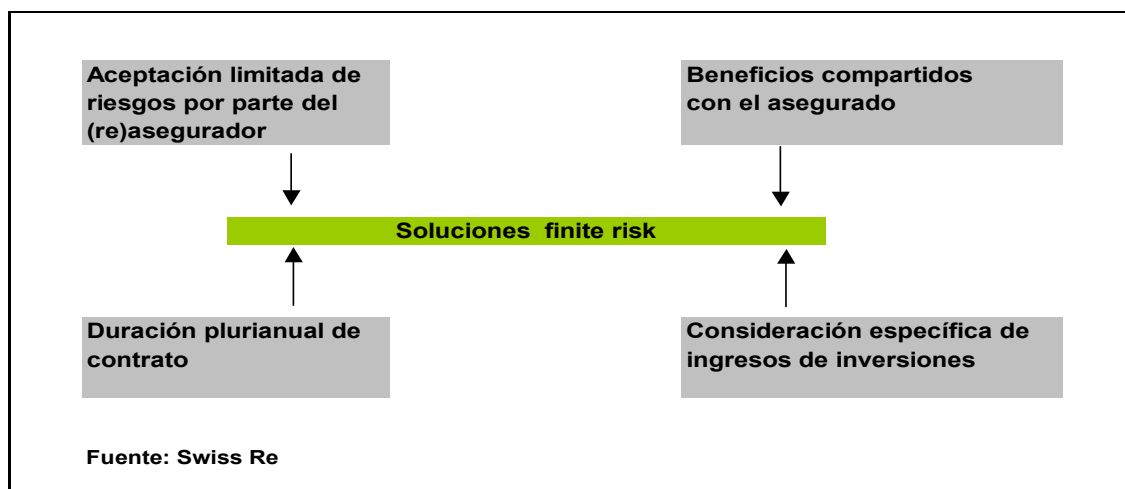 Aceptación limitada de
riesgos por parte del
(re)asegurador
Beneficios compartidos
con el asegurado
Soluciones finite risk
Duración plurianual de
contrato
Consideración específica de
ingresos de inversiones
Fuente: Swiss Re